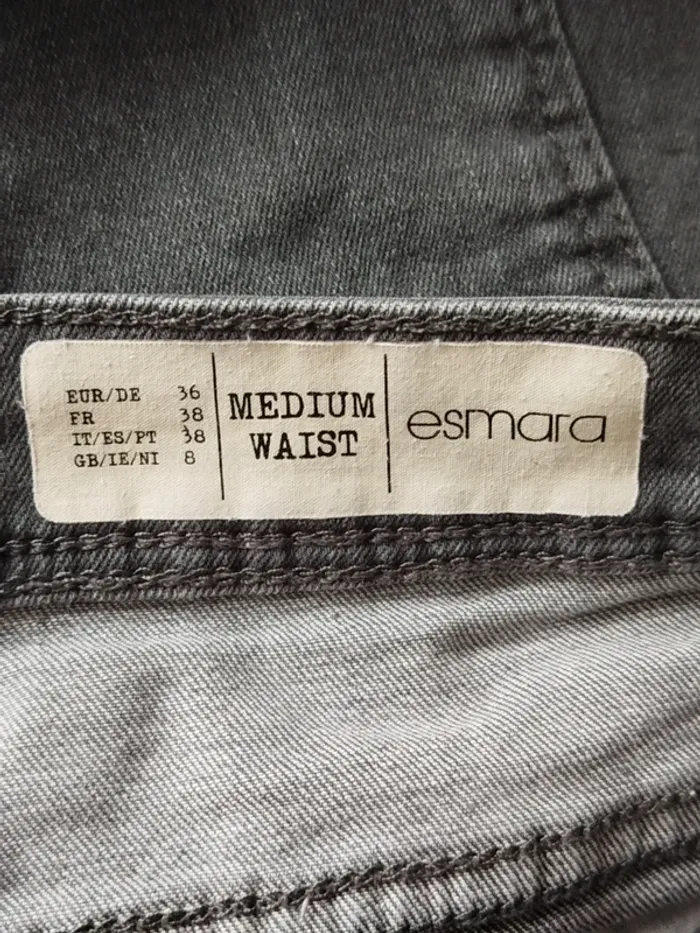 EUR/DE 36
FR 38
IT/ES/PT 38
GB/IE/NI 8
MEDIUM
WAIST
esmara